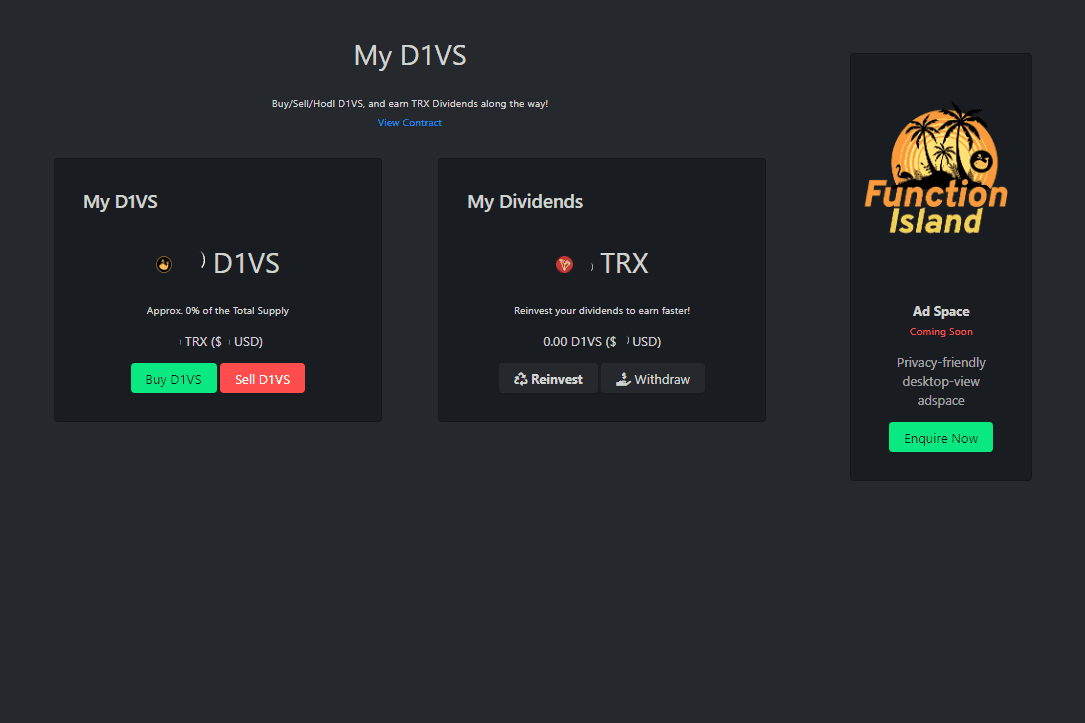 My D1VS
Buy/Sell/Hodl D1VS, and earn TRX Dividends along the way!
View Contract
My D1VS
D1VS
Approx. 0% of the Total Supply
TRX ($ USD)
Buy D1VS
Sell D1VS
My Dividends
TRX
Reinvest your dividends to earn faster!
0.00 D1VS ($ USD)
Reinvest
Withdraw
Function
Island
Ad Space
Coming Soon
Privacy-friendly
desktop-view
adspace
Enquire Now